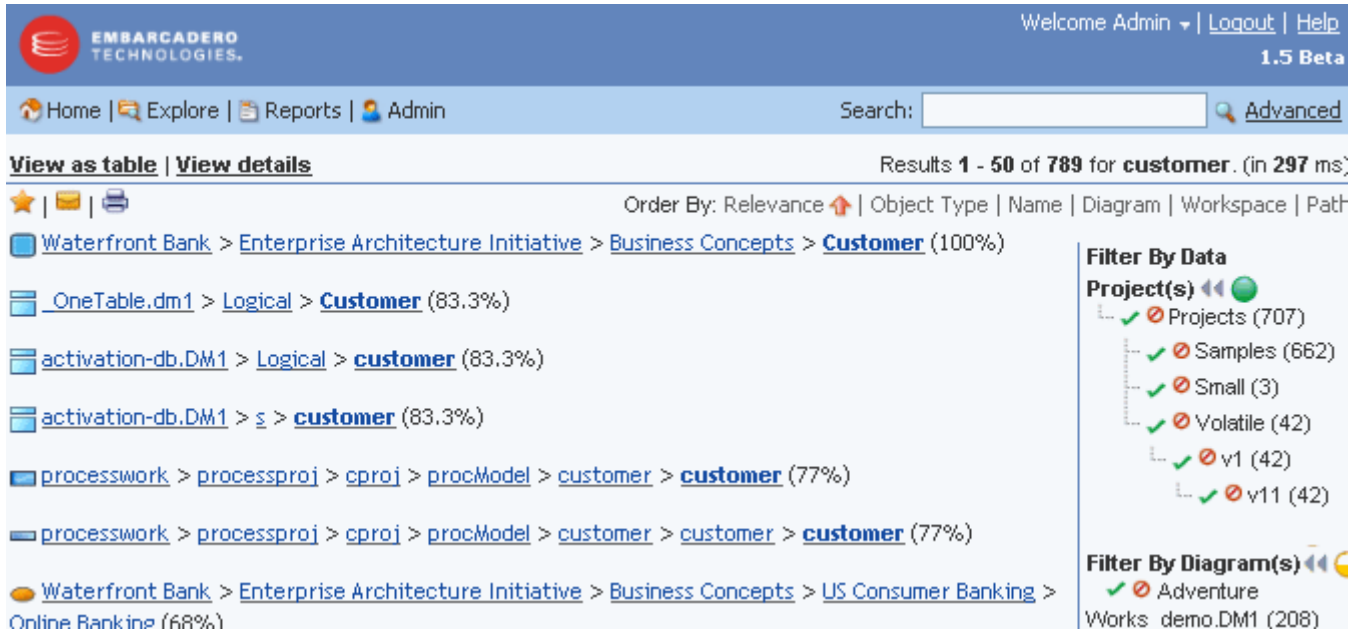 EMBARCADERO
TECHNOLOGIES.
Welcome Admin | Logout | Help
1.5 Beta
Home | Explore | Reports | Admin
Search: Advanced
View as table | View details
Results 1 - 50 of 789 for customer. (in 297 ms)
Order By: Relevance | Object Type | Name | Diagram | Workspace | Path
Waterfront Bank > Enterprise Architecture Initiative > Business Concepts > Customer (100%)
_OneTable.dm1 > Logical > Customer (83.3%)
activation-db.DM1 > Logical > customer (83.3%)
activation-db.DM1 > s > customer (83.3%)
processwork > processproj > cproj > procModel > customer > customer (77%)
processwork > processproj > cproj > procModel > customer > customer > customer (77%)
Waterfront Bank > Enterprise Architecture Initiative > Business Concepts > US Consumer Banking >
Online Banking (68%)
Filter By Data
Project(s)
Projects (707)
Samples (662)
Small (3)
Volatile (42)
v1 (42)
v11 (42)
Filter By Diagram(s)
Adventure
Works_demo.DM1 (208)